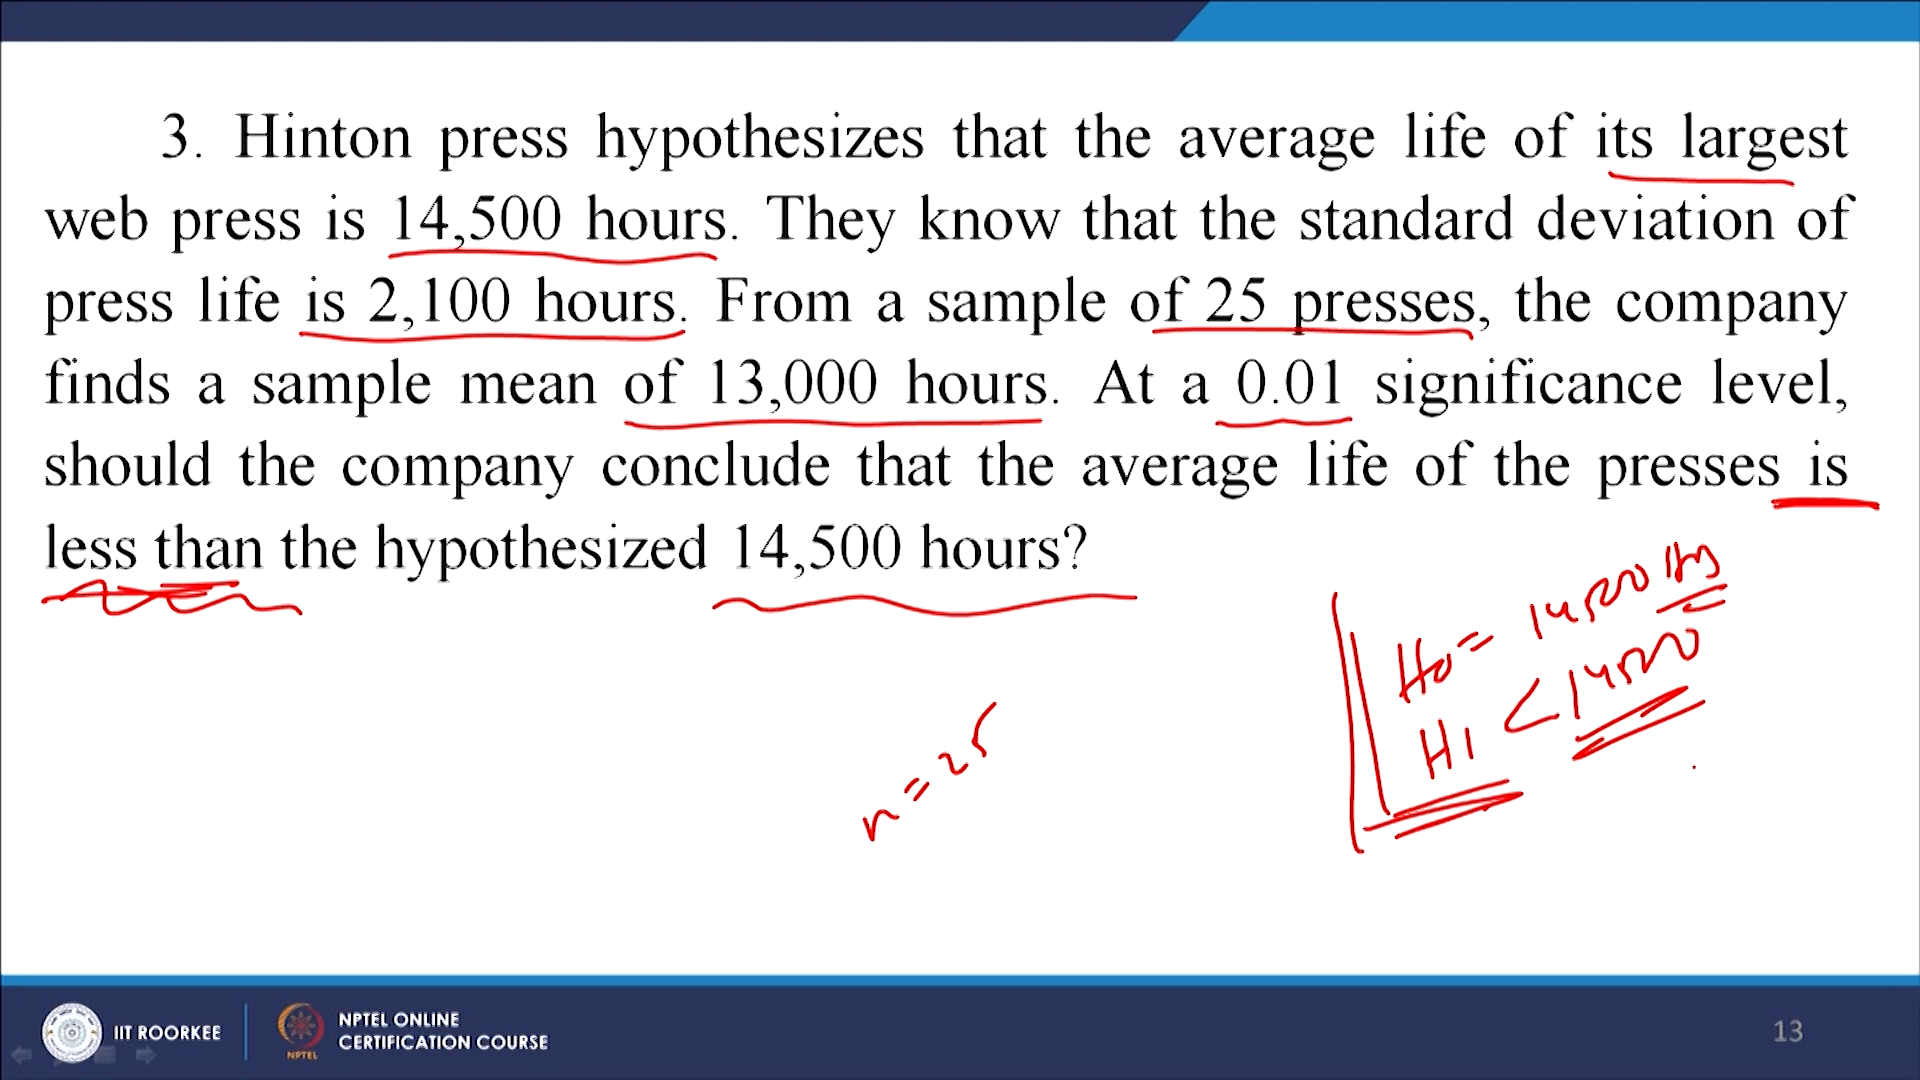 3. Hinton press hypothesizes that the average life of its largest
web press is 14,500 hours. They know that the standard deviation of
press life is 2,100 hours. From a sample of 25 presses, the company
finds a sample mean of 13,000 hours. At a 0.01 significance level,
should the company conclude that the average life of the presses is
less than the hypothesized 14,500 hours?
H0 = 14500 Hrs
H1 < 14500
n = 25
IIT ROORKEE
NPTEL
NPTEL ONLINE
CERTIFICATION COURSE
13